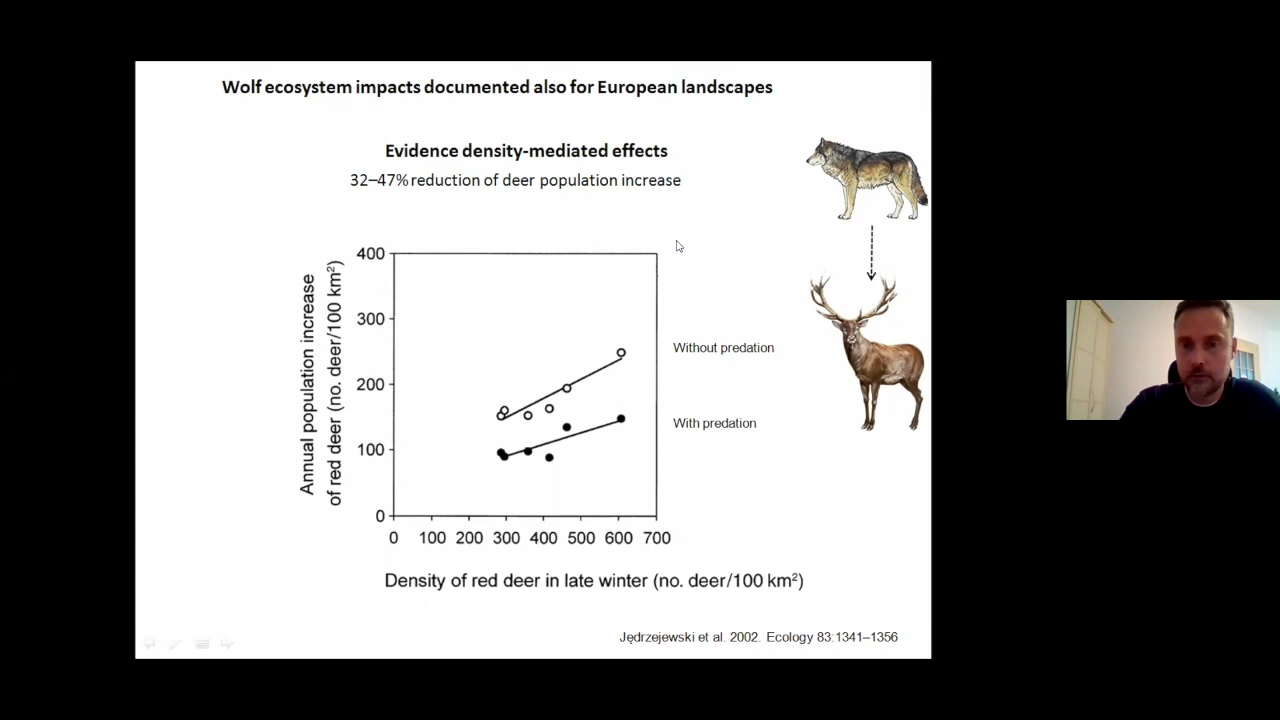 Wolf ecosystem impacts documented also for European landscapes
Evidence density-mediated effects
32–47% reduction of deer population increase
Annual population increase
of red deer (no. deer/100 km²)
400
300
200
100
0
0 100 200 300 400 500 600 700
Density of red deer in late winter (no. deer/100 km²)
Without predation
With predation
Jędrzejewski et al. 2002. Ecology 83:1341–1356